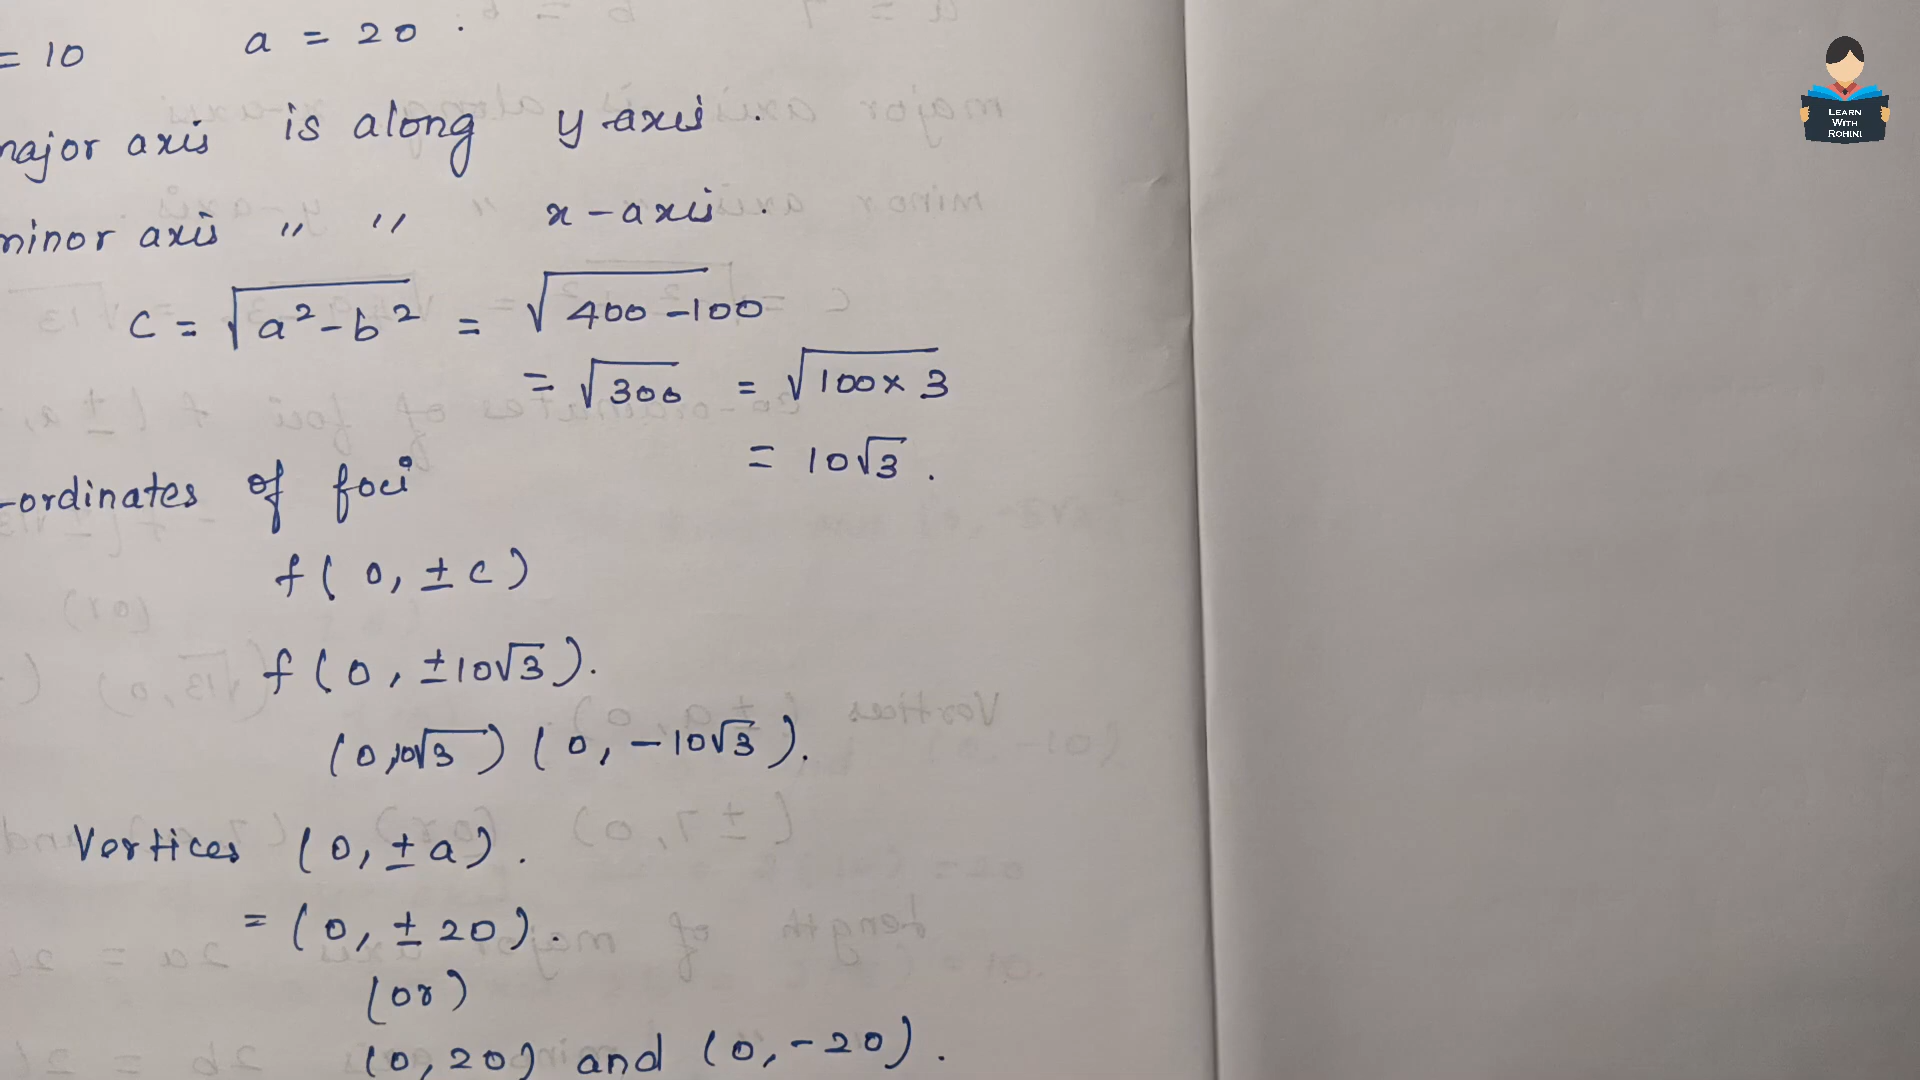 = 10 a = 20 .
major axis is along y axis .
minor axis " " x - axis .
c = √a² - b² = √400 - 100
= √300 = √100 × 3
= 10√3 .
-ordinates of foci
f ( 0, ± c )
f ( 0, ± 10√3 ).
( 0, 10√3 ) ( 0, - 10√3 ).
Vertices ( 0, ± a ) .
= ( 0, ± 20 ).
(or)
( 0, 20 ) and ( 0, - 20 ) .
LEARN
WITH
ROHINI